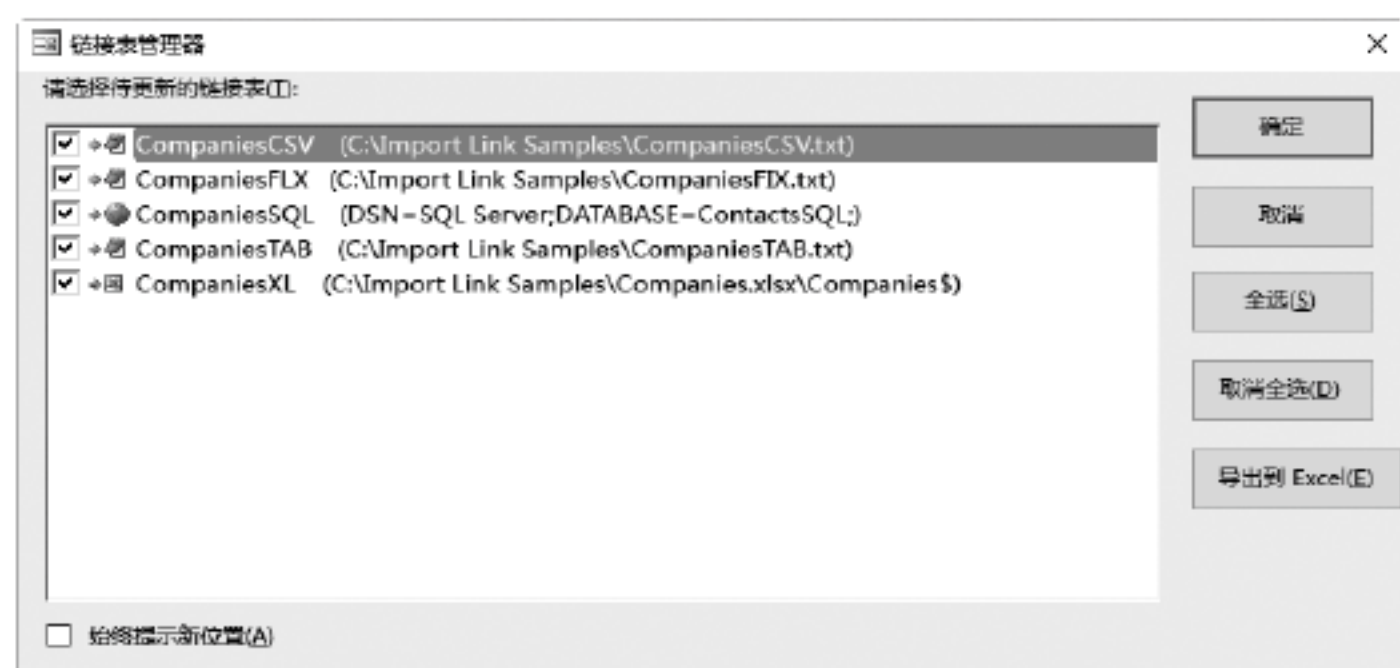 链接表管理器
请选择待更新的链接表(T):
CompaniesCSV (C:\Import Link Samples\CompaniesCSV.txt)
CompaniesFLX (C:\Import Link Samples\CompaniesFIX.txt)
CompaniesSQL (DSN=SQL Server;DATABASE=ContactsSQL;)
CompaniesTAB (C:\Import Link Samples\CompaniesTAB.txt)
CompaniesXL (C:\Import Link Samples\Companies.xlsx\Companies$)
确定
取消
全选(S)
取消全选(D)
导出到 Excel(E)
始终提示新位置(A)